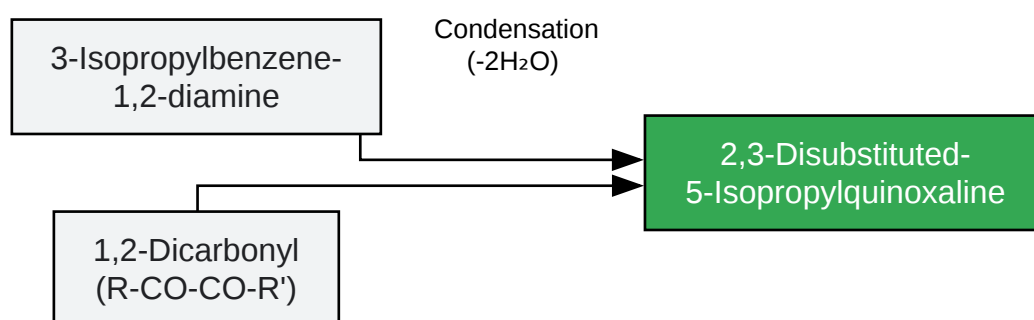 3-Isopropylbenzene-
1,2-diamine
Condensation
(-2H₂O)
2,3-Disubstituted-
5-Isopropylquinoxaline
1,2-Dicarbonyl
(R-CO-CO-R')